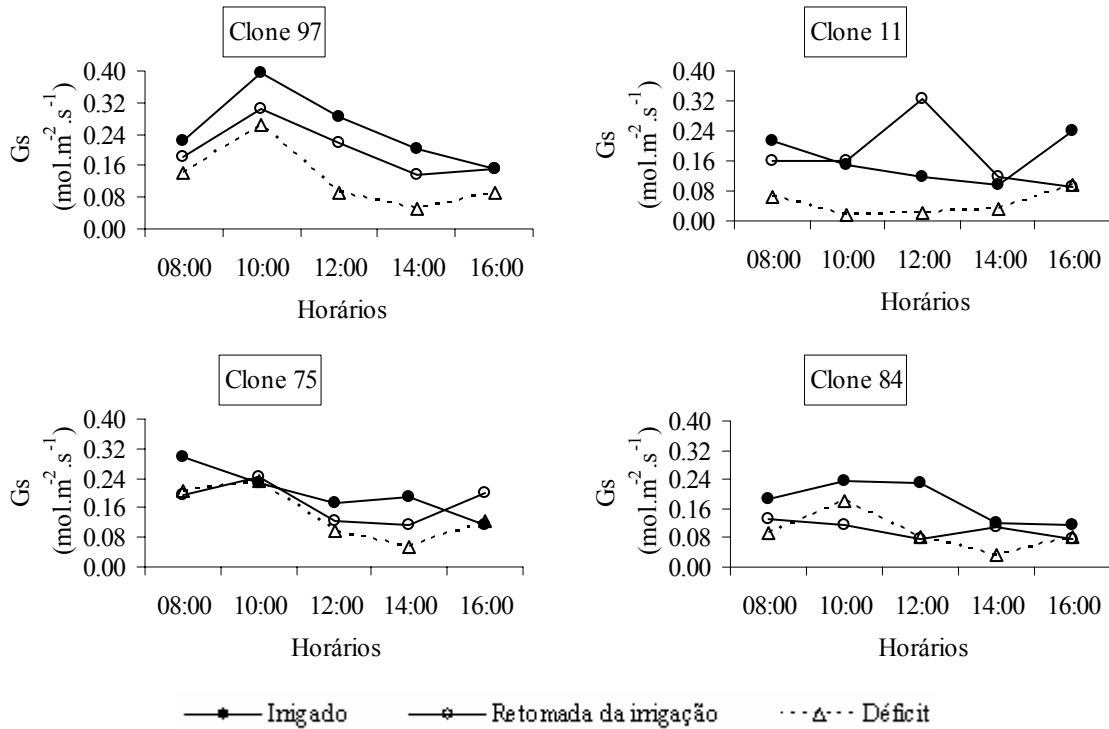 Clone 97
Gs
(mol.m⁻².s⁻¹)
0.40
0.32
0.24
0.16
0.08
0.00
08:00 10:00 12:00 14:00 16:00
Horários
Clone 11
Gs
(mol.m⁻².s⁻¹)
0.40
0.32
0.24
0.16
0.08
0.00
08:00 10:00 12:00 14:00 16:00
Horários
Clone 75
Gs
(mol.m⁻².s⁻¹)
0.40
0.32
0.24
0.16
0.08
0.00
08:00 10:00 12:00 14:00 16:00
Horários
Clone 84
Gs
(mol.m⁻².s⁻¹)
0.40
0.32
0.24
0.16
0.08
0.00
08:00 10:00 12:00 14:00 16:00
Horários
Irrigado Retomada da irrigação Déficit